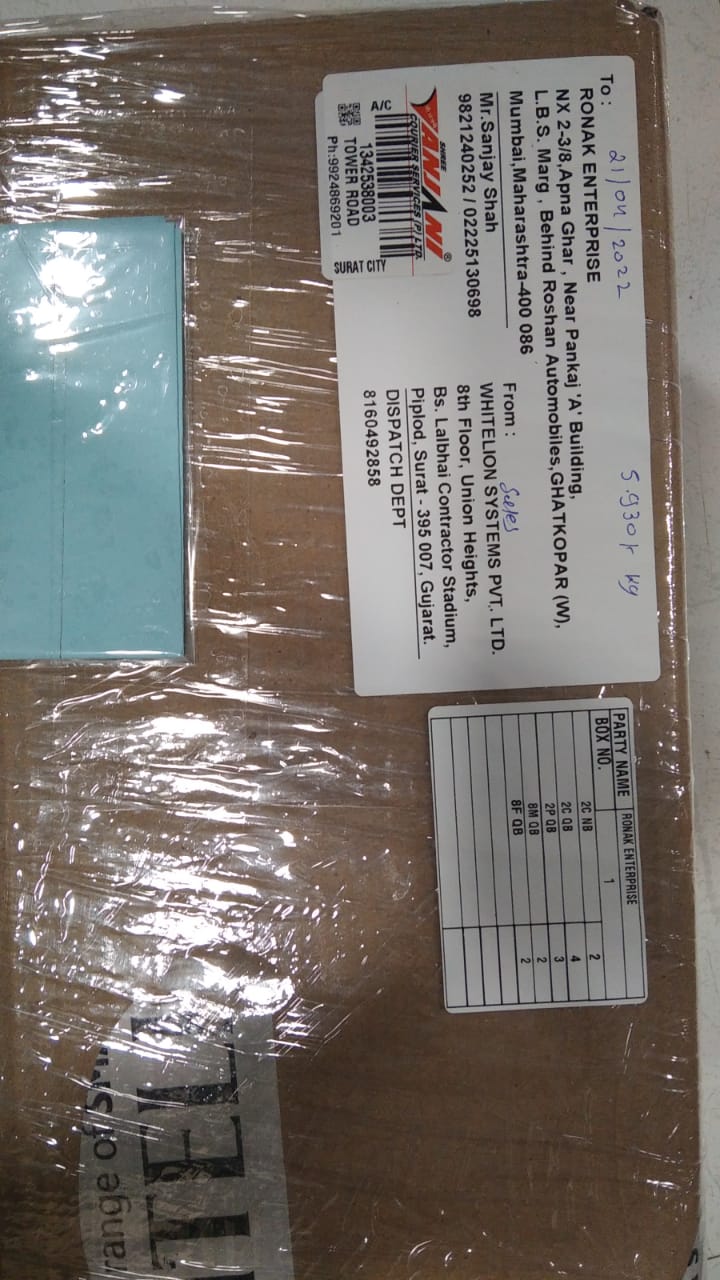 21/04/2022
5.930 kg
To :
RONAK ENTERPRISE
NX 2-3/8,Apna Ghar , Near Pankaj 'A' Building,
L.B.S. Marg , Behind Roshan Automobiles,GHATKOPAR (W),
Mumbai,Maharashtra-400 086
Mr.Sanjay Shah
9821240252 / 02225130698
SHREE
ANJANI®
COURIER SERVICES (P) LTD.
A/C
1342538003
TOWER ROAD
Ph:9924869201
SURAT CITY
From : Sales
WHITELION SYSTEMS PVT. LTD.
8th Floor, Union Heights,
Bs. Lalbhai Contractor Stadium,
Piplod, Surat - 395 007, Gujarat.
DISPATCH DEPT
8160492858
PARTY NAME RONAK ENTERPRISE
BOX NO. 1
2C NB 2
2C QB 4
2P QB 3
8M QB 2
8F QB 2